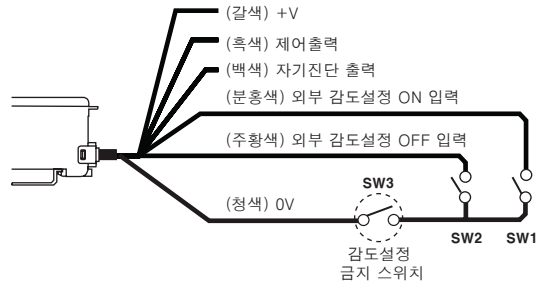 (갈색) +V
(흑색) 제어출력
(백색) 자기진단 출력
(분홍색) 외부 감도설정 ON 입력
(주황색) 외부 감도설정 OFF 입력
(청색) 0V
SW3
감도설정
금지 스위치
SW2
SW1